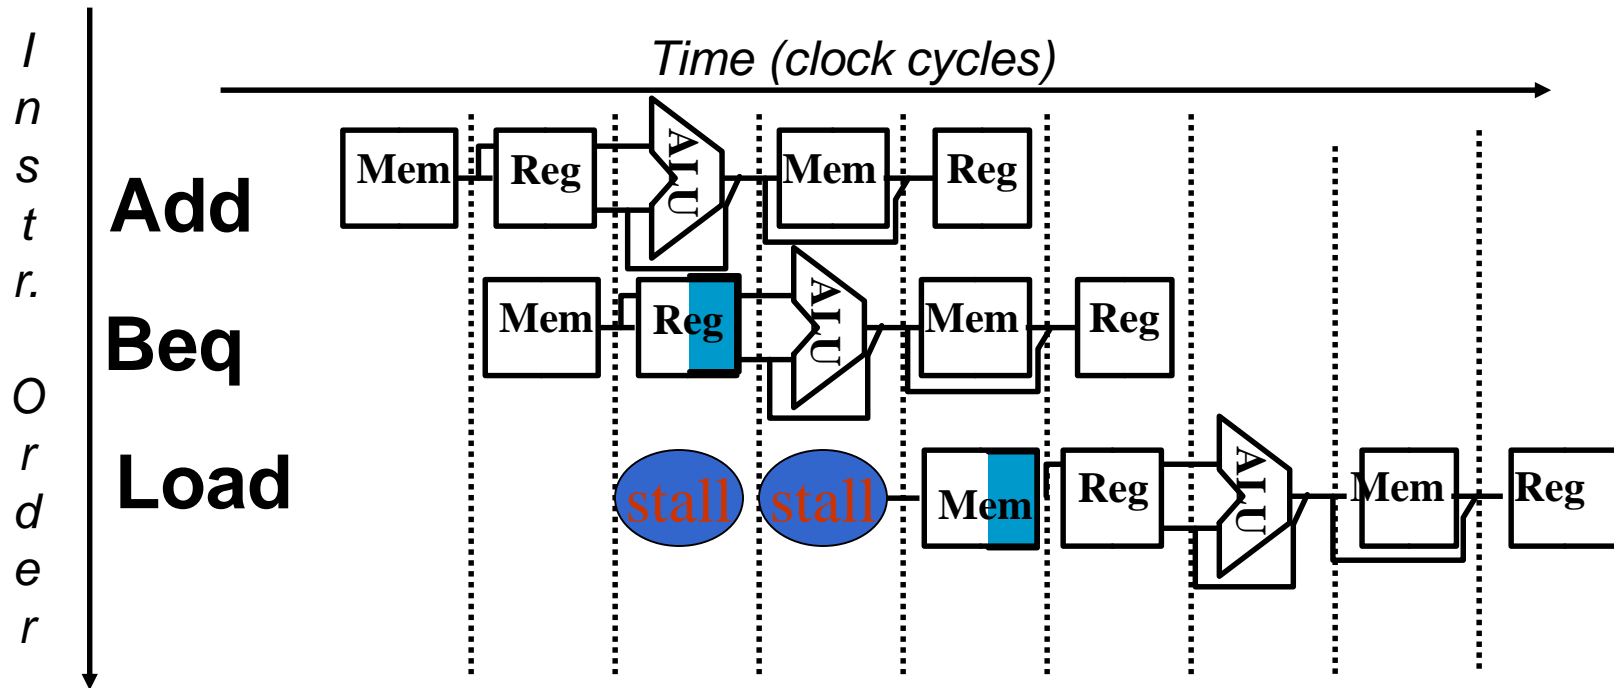 Time (clock cycles)
I
n
s
t
r.
O
r
d
e
r
Add
Mem
Reg
ALU
Mem
Reg
Beq
Mem
Reg
ALU
Mem
Reg
Load
stall
stall
Mem
Reg
ALU
Mem
Reg